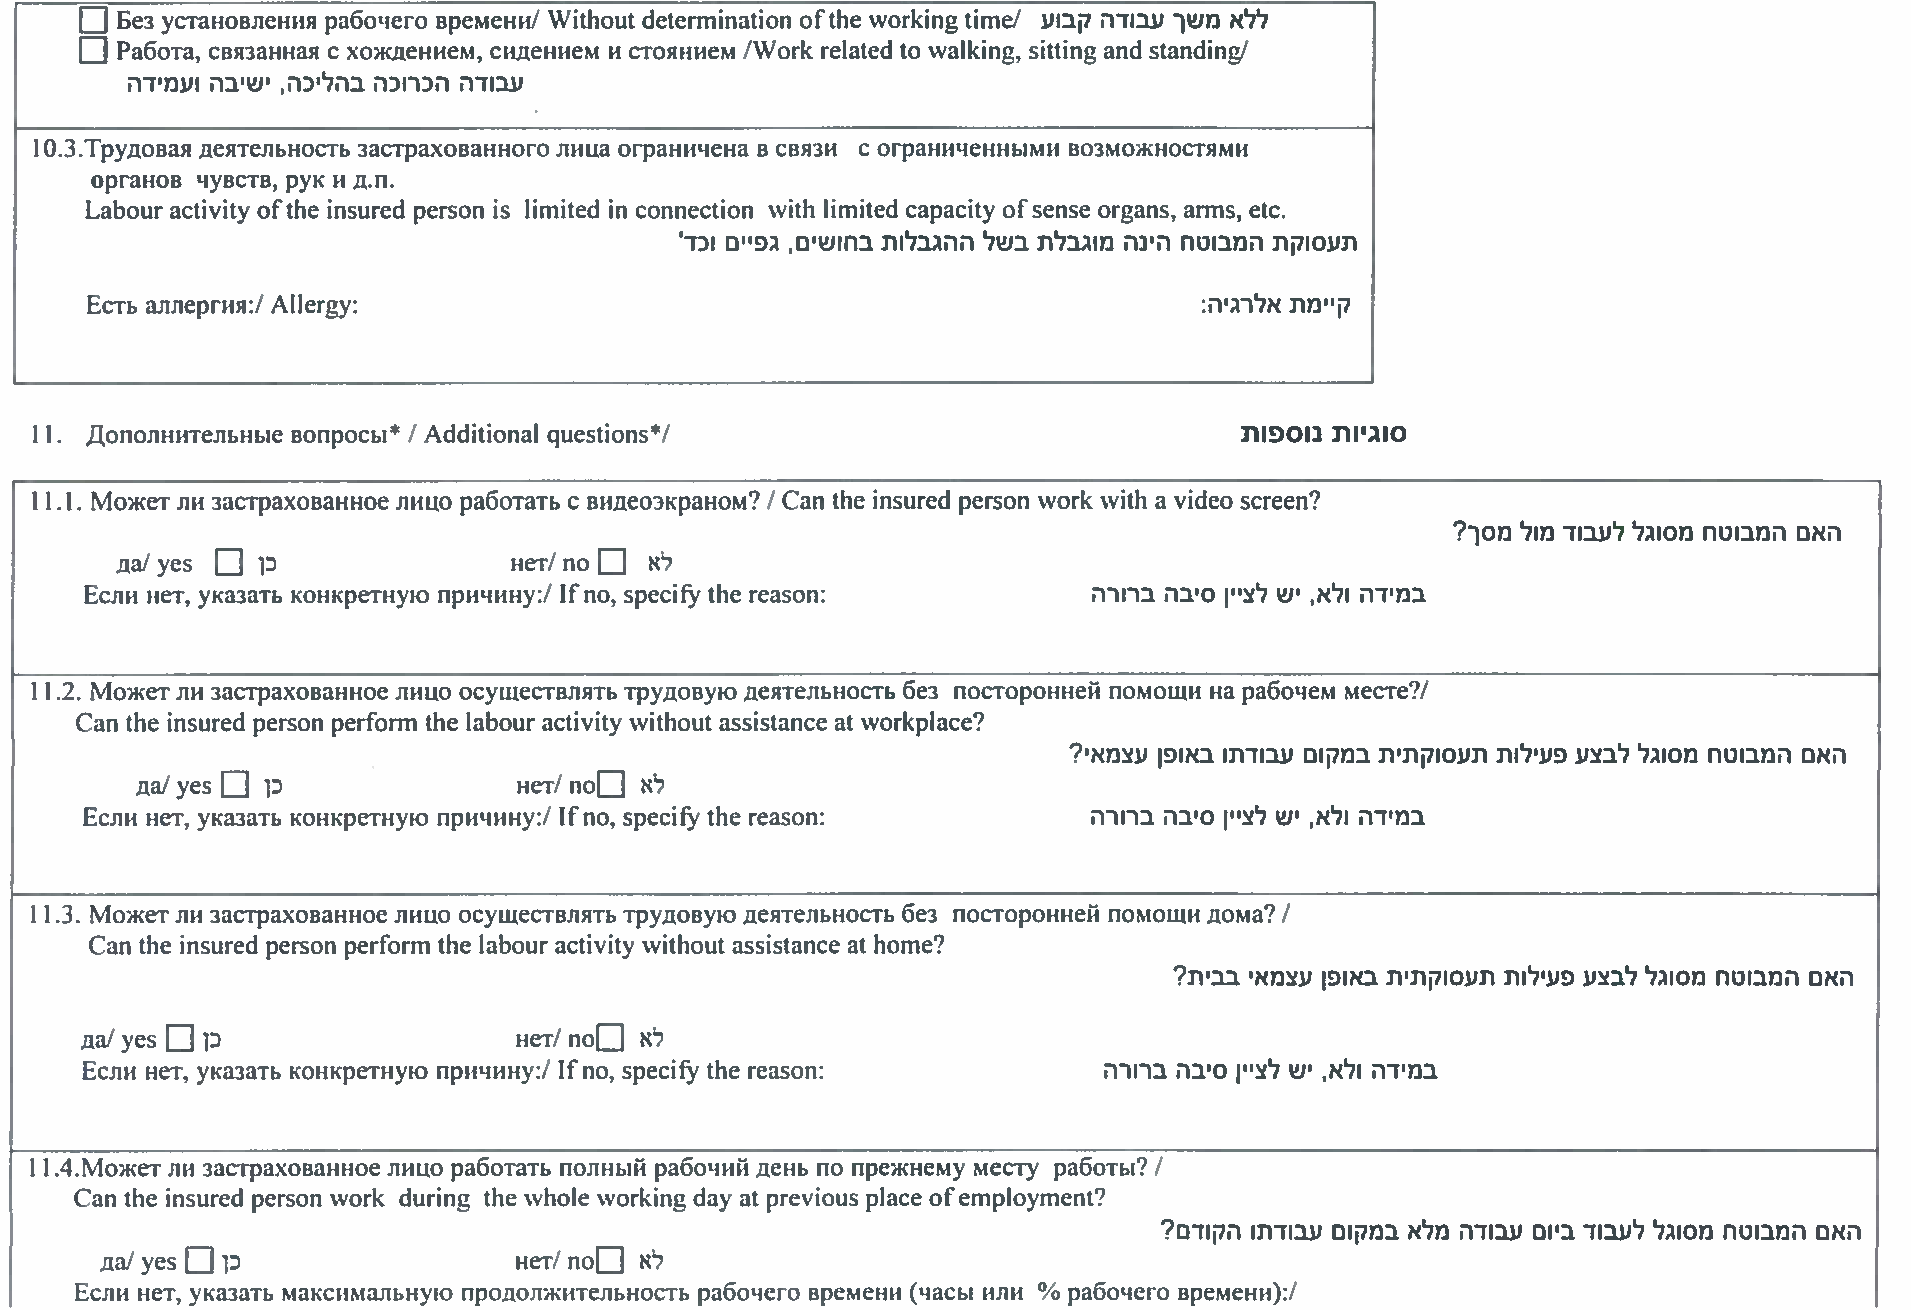 Без установления рабочего времени/ Without determination of the working time/ ללא משך עבודה קבוע
Работа, связанная с хождением, сидением и стоянием /Work related to walking, sitting and standing/
עבודה הכרוכה בהליכה, ישיבה ועמידה
10.3.Трудовая деятельность застрахованного лица ограничена в связи с ограниченными возможностями
органов чувств, рук и д.п.
Labour activity of the insured person is limited in connection with limited capacity of sense organs, arms, etc.
תעסוקת המבוטח הינה מוגבלת בשל ההגבלות בחושים, גפיים וכד'
Есть аллергия:/ Allergy: קיימת אלרגיה:
11. Дополнительные вопросы* / Additional questions*/ סוגיות נוספות
11.1. Может ли застрахованное лицо работать с видеоэкраном? / Can the insured person work with a video screen?
האם המבוטח מסוגל לעבוד מול מסך?
да/ yes כן нет/ no לא
Если нет, указать конкретную причину:/ If no, specify the reason: במידה ולא, יש לציין סיבה ברורה
11.2. Может ли застрахованное лицо осуществлять трудовую деятельность без посторонней помощи на рабочем месте?/
Can the insured person perform the labour activity without assistance at workplace?
האם המבוטח מסוגל לבצע פעילות תעסוקתית במקום עבודתו באופן עצמאי?
да/ yes כן нет/ no לא
Если нет, указать конкретную причину:/ If no, specify the reason: במידה ולא, יש לציין סיבה ברורה
11.3. Может ли застрахованное лицо осуществлять трудовую деятельность без посторонней помощи дома? /
Can the insured person perform the labour activity without assistance at home?
האם המבוטח מסוגל לבצע פעילות תעסוקתית באופן עצמאי בבית?
да/ yes כן нет/ no לא
Если нет, указать конкретную причину:/ If no, specify the reason: במידה ולא, יש לציין סיבה ברורה
11.4.Может ли застрахованное лицо работать полный рабочий день по прежнему месту работы? /
Can the insured person work during the whole working day at previous place of employment?
האם המבוטח מסוגל לעבוד ביום עבודה מלא במקום עבודתו הקודם?
да/ yes כן нет/ no לא
Если нет, указать максимальную продолжительность рабочего времени (часы или % рабочего времени):/